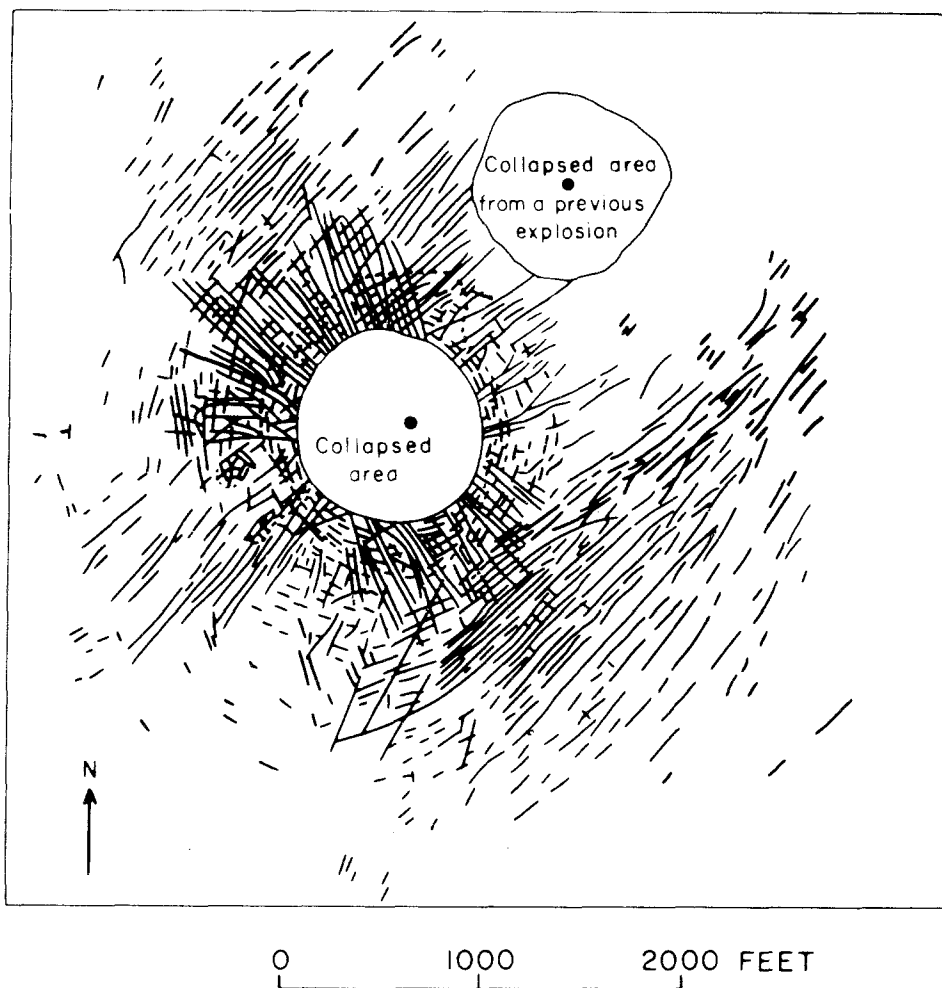 Collapsed area
from a previous
explosion
Collapsed
area
N
0 1000 2000 FEET